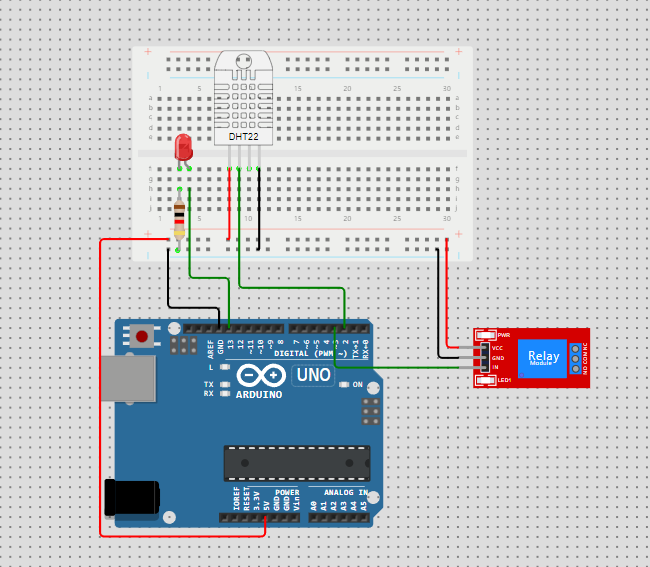 + +
1 5 10 15 20 25 30
a a
b b
c c
d d
e e
DHT22
f f
g g
h h
i i
j j
1 5 10 15 20 25 30
+ +
AREF
GND
13
12
~11
~10
~9
8
7
~6
~5
4
~3
2
TX→1
RX←0
DIGITAL (PWM ~)
L
TX
RX
UNO
ON
ARDUINO
PWR
VCC
GND
IN
LED1
Relay
Module
NO COM NC
POWER
ANALOG IN
IOREF
RESET
3.3V
5V
GND
GND
Vin
A0
A1
A2
A3
A4
A5